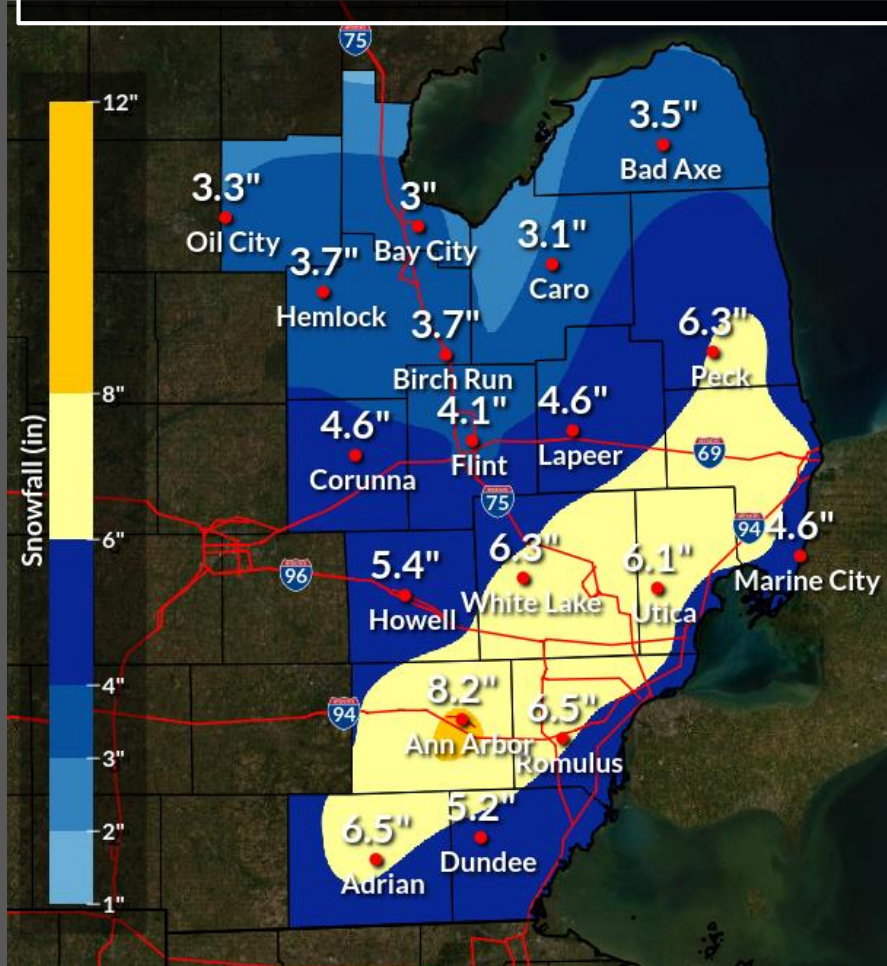 75
12"
3.5"
Bad Axe
3.3"
Oil City
3"
Bay City
3.1"
Caro
3.7"
Hemlock
3.7"
Birch Run
6.3"
Peck
8"
4.6"
Corunna
4.1"
Flint
4.6"
Lapeer
69
75
Snowfall (in)
6"
94
4.6"
Marine City
96
5.4"
Howell
6.3"
White Lake
6.1"
Utica
4"
94
8.2"
Ann Arbor
6.5"
Romulus
3"
2"
6.5"
Adrian
5.2"
Dundee
1"